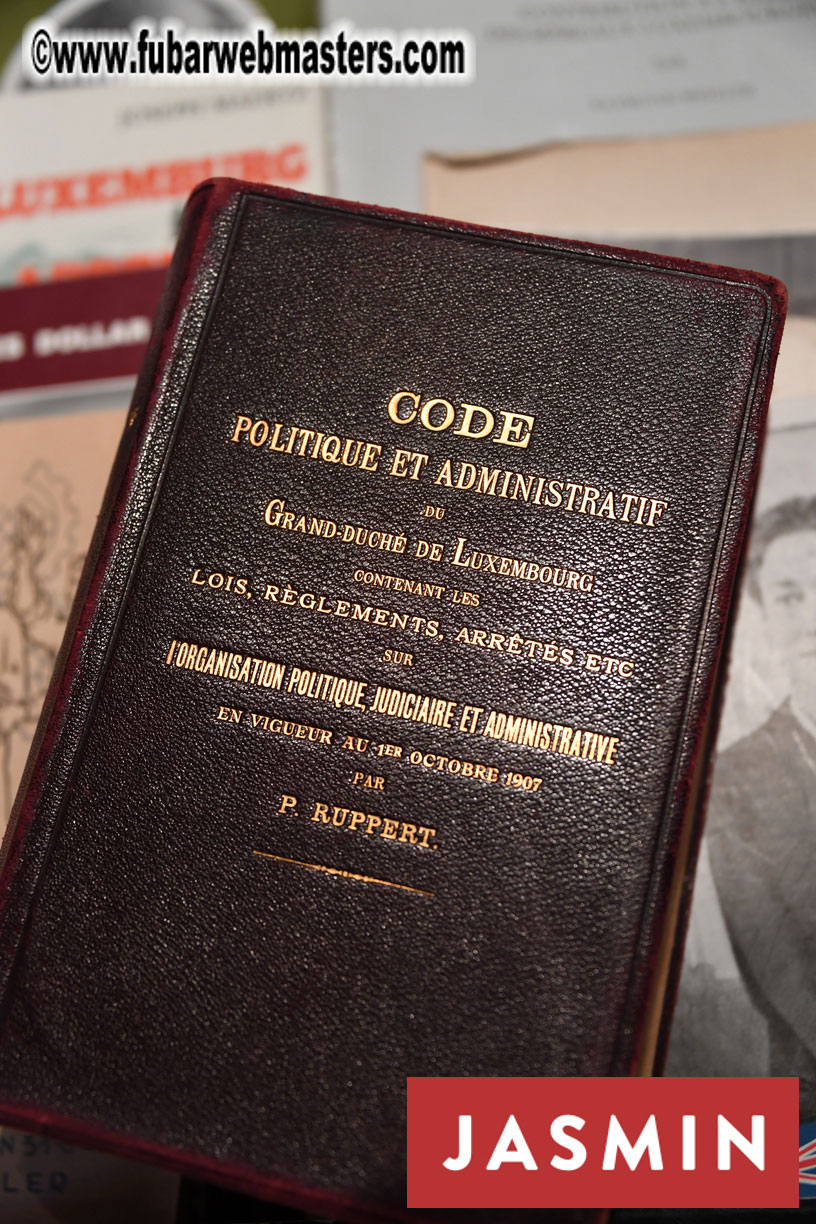 ©www.fubarwebmasters.com
LUXEMBURG
DOLLAR
CODE
POLITIQUE ET ADMINISTRATIF
DU
GRAND-DUCHÉ DE LUXEMBOURG
CONTENANT LES
LOIS, RÈGLEMENTS, ARRÊTÉS ETC
SUR
l'ORGANISATION POLITIQUE, JUDICIAIRE ET ADMINISTRATIVE
EN VIGUEUR AU 1ER OCTOBRE 1907
PAR
P. RUPPERT.
JASMIN